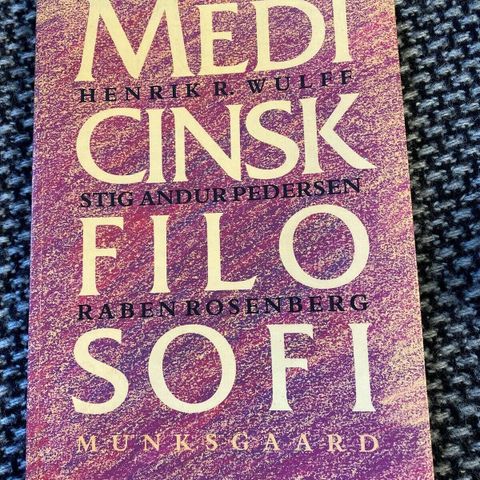 MEDI
HENRIK R. WULFF
CINSK
STIG ANDUR PEDERSEN
FILO
RABEN ROSENBERG
SOFI
MUNKSGAARD